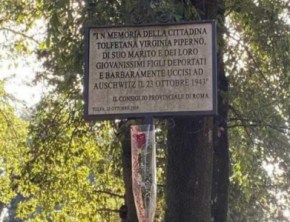 "IN MEMORIA DELLA CITTADINA
TOLFETANA VIRGINIA PIPERNO,
DI SUO MARITO E DEI LORO
GIOVANISSIMI FIGLI DEPORTATI
E BARBARAMENTE UCCISI AD
AUSCHWITZ IL 23 OTTOBRE 1943"
IL CONSIGLIO PROVINCIALE DI ROMA